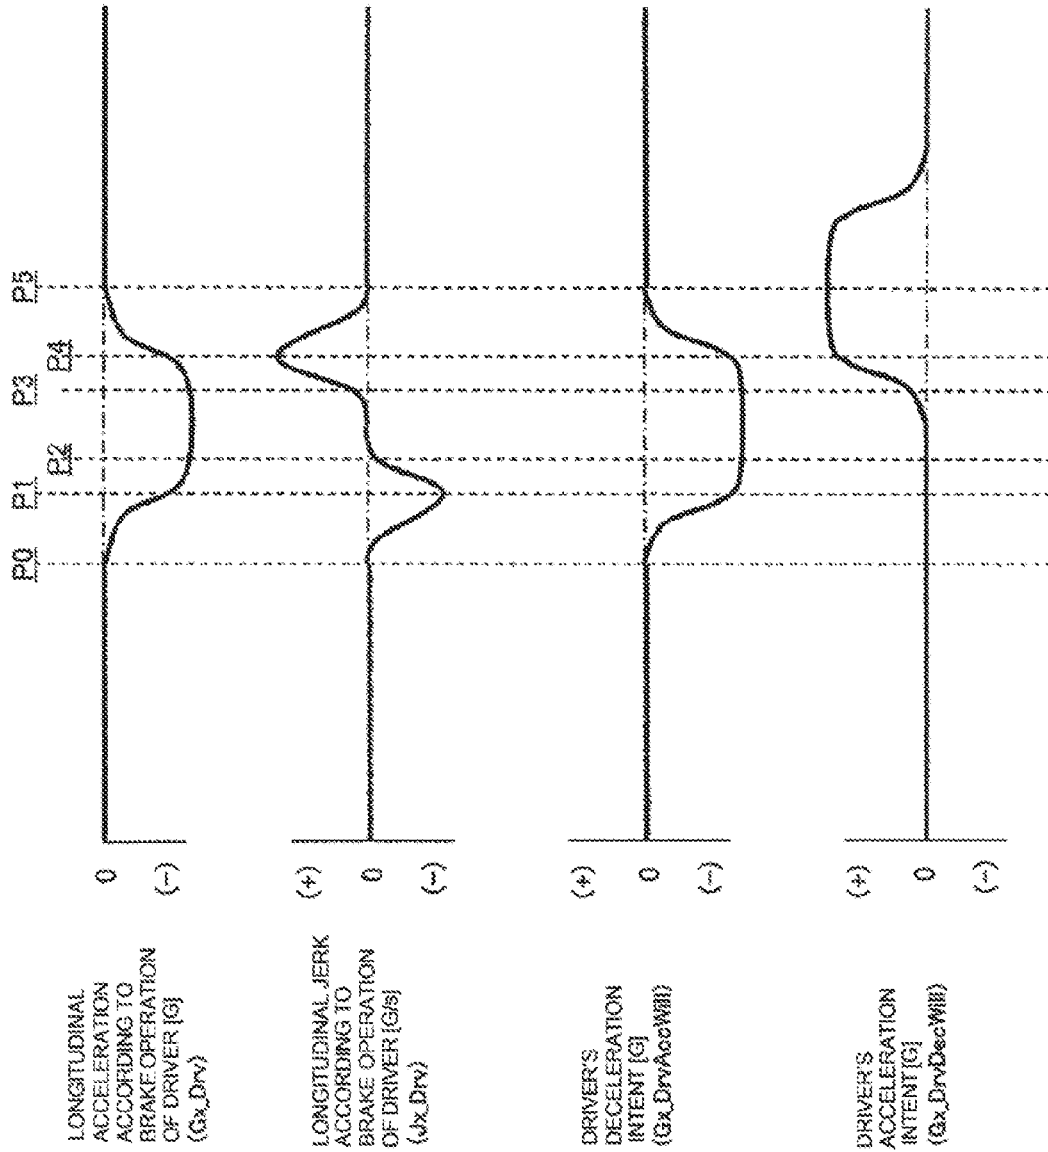 P0
P1
P2
P3
P4
P5
LONGITUDINAL
ACCELERATION
ACCORDING TO
BRAKE OPERATION
OF DRIVER [G]
(Gx_Drv)
0
(-)
LONGITUDINAL JERK
ACCORDING TO
BRAKE OPERATION
OF DRIVER [G/s]
(Jx_Drv)
(+)
0
(-)
DRIVER'S
DECELERATION
INTENT [G]
(Gx_DrvAccWill)
(+)
0
(-)
DRIVER'S
ACCELERATION
INTENT [G]
(Gx_DrvDecWill)
(+)
0
(-)